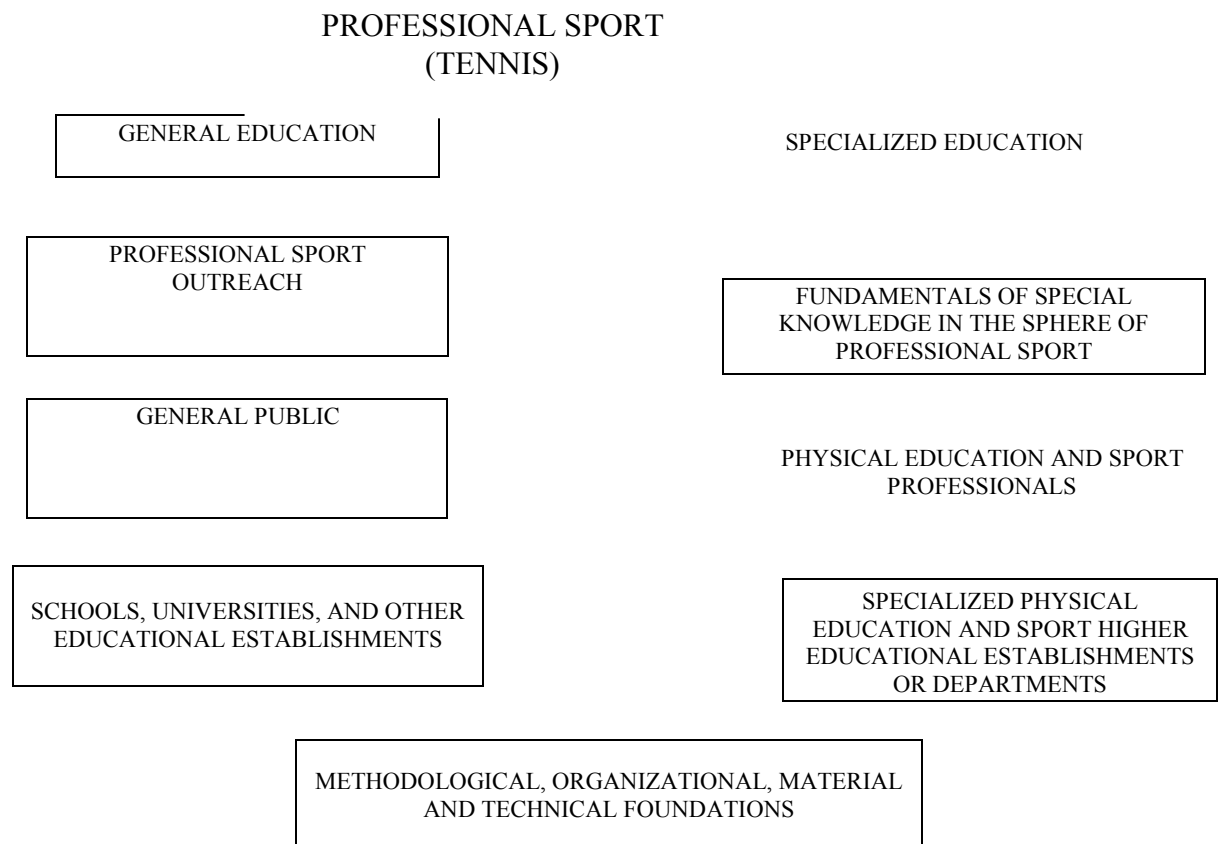 PROFESSIONAL SPORT
(TENNIS)
GENERAL EDUCATION
SPECIALIZED EDUCATION
PROFESSIONAL SPORT
OUTREACH
FUNDAMENTALS OF SPECIAL
KNOWLEDGE IN THE SPHERE OF
PROFESSIONAL SPORT
GENERAL PUBLIC
PHYSICAL EDUCATION AND SPORT
PROFESSIONALS
SCHOOLS, UNIVERSITIES, AND OTHER
EDUCATIONAL ESTABLISHMENTS
SPECIALIZED PHYSICAL
EDUCATION AND SPORT HIGHER
EDUCATIONAL ESTABLISHMENTS
OR DEPARTMENTS
METHODOLOGICAL, ORGANIZATIONAL, MATERIAL
AND TECHNICAL FOUNDATIONS